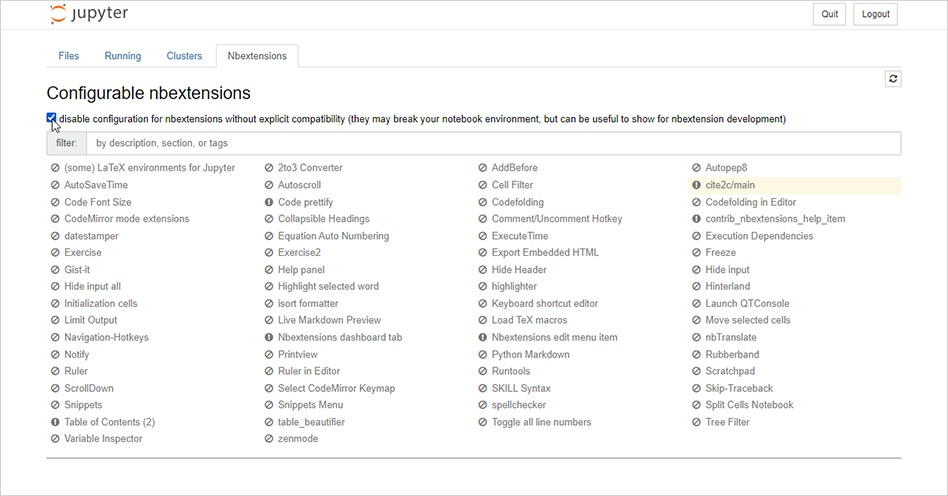 jupyter
Quit Logout
Files Running Clusters Nbextensions
Configurable nbextensions
disable configuration for nbextensions without explicit compatibility (they may break your notebook environment, but can be useful to show for nbextension development)
filter: by description, section, or tags
(some) LaTeX environments for Jupyter 2to3 Converter AddBefore Autopep8
AutoSaveTime Autoscroll Cell Filter cite2c/main
Code Font Size Code prettify Codefolding Codefolding in Editor
CodeMirror mode extensions Collapsible Headings Comment/Uncomment Hotkey contrib_nbextensions_help_item
datestamper Equation Auto Numbering ExecuteTime Execution Dependencies
Exercise Exercise2 Export Embedded HTML Freeze
Gist-it Help panel Hide Header Hide input
Hide input all Highlight selected word highlighter Hinterland
Initialization cells isort formatter Keyboard shortcut editor Launch QTConsole
Limit Output Live Markdown Preview Load TeX macros Move selected cells
Navigation-Hotkeys Nbextensions dashboard tab Nbextensions edit menu item nbTranslate
Notify Printview Python Markdown Rubberband
Ruler Ruler in Editor Runtools Scratchpad
ScrollDown Select CodeMirror Keymap SKILL Syntax Skip-Traceback
Snippets Snippets Menu spellchecker Split Cells Notebook
Table of Contents (2) table_beautifier Toggle all line numbers Tree Filter
Variable Inspector zenmode